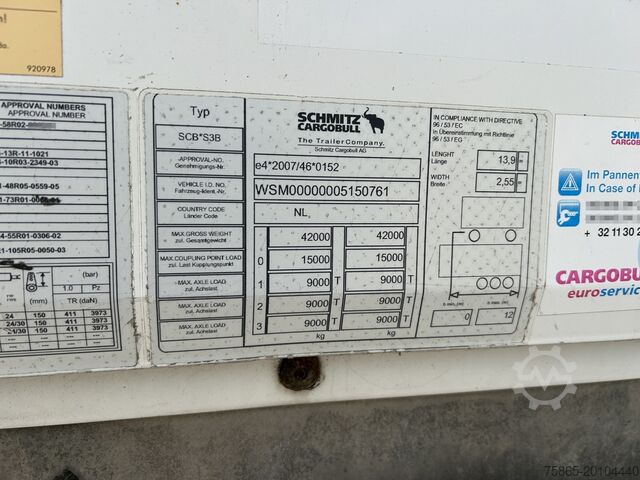 920978
APPROVAL NUMBERS
APPROVAL NUMBER
-58R02-
-13R-11-1021
-10R03-2349-03
-48R05-0559-05
-73R01-00
-55R01-0306-02
-105R05-0050-03
(bar)
1.0 Pz
(mm) TR (daN)
24 150 411 3973
24/30 150 411 3973
24/30 150 411 3973
Typ
SCB*S3B
SCHMITZ
CARGOBULL
The TrailerCompany.
Schmitz Cargobull AG
APPROVAL-NO.
Genehmigungs-Nr.
e4*2007/46*0152
VEHICLE I.D. NO.
Fahrzeug-Ident.-Nr.
WSM00000005150761
COUNTRY CODE
Länder Code
NL,
MAX. GROSS WEIGHT
zul. Gesamtgewicht
42000 42000
MAX.COUPLING POINT LOAD
zul. Last Kupplungspunkt
0 15000 15000
MAX. AXLE LOAD
zul. Achslast
1 9000 T 9000 T
MAX. AXLE LOAD
zul. Achslast
2 9000 9000
MAX. AXLE LOAD
zul. Achslast
3 9000 T 9000 T
kg kg
IN COMPLIANCE WITH DIRECTIVE
96 / 53 / EC
in Übereinstimmung mit Richtlinie
96 / 53 / EG
LENGHT
Länge
13,9 m
WIDTH
Breite
2,55 m
0 12
SCHM
CARGOBU
Im Pannen
In Case of
+ 32 11 30 2
CARGOBU
euroservic
75865-20104440